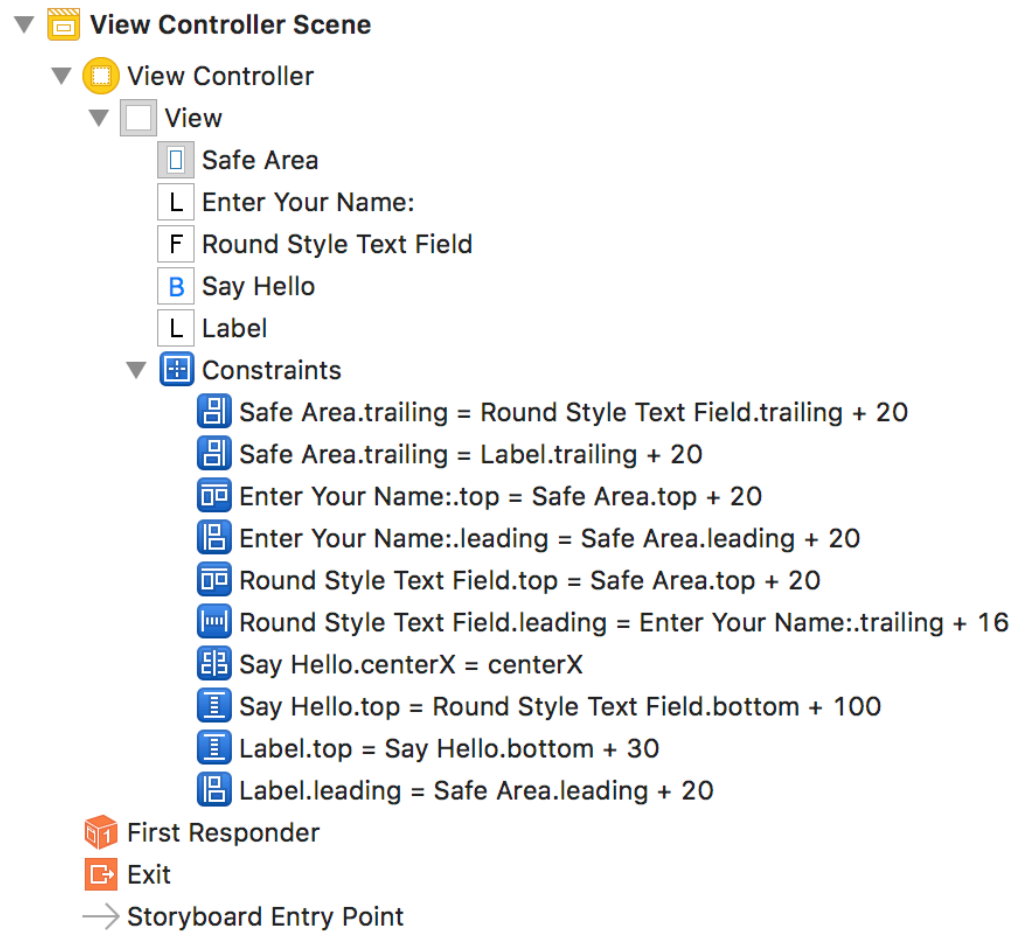 View Controller Scene
View Controller
View
Safe Area
L Enter Your Name:
F Round Style Text Field
B Say Hello
L Label
Constraints
Safe Area.trailing = Round Style Text Field.trailing + 20
Safe Area.trailing = Label.trailing + 20
Enter Your Name:.top = Safe Area.top + 20
Enter Your Name:.leading = Safe Area.leading + 20
Round Style Text Field.top = Safe Area.top + 20
Round Style Text Field.leading = Enter Your Name:.trailing + 16
Say Hello.centerX = centerX
Say Hello.top = Round Style Text Field.bottom + 100
Label.top = Say Hello.bottom + 30
Label.leading = Safe Area.leading + 20
1 First Responder
Exit
Storyboard Entry Point